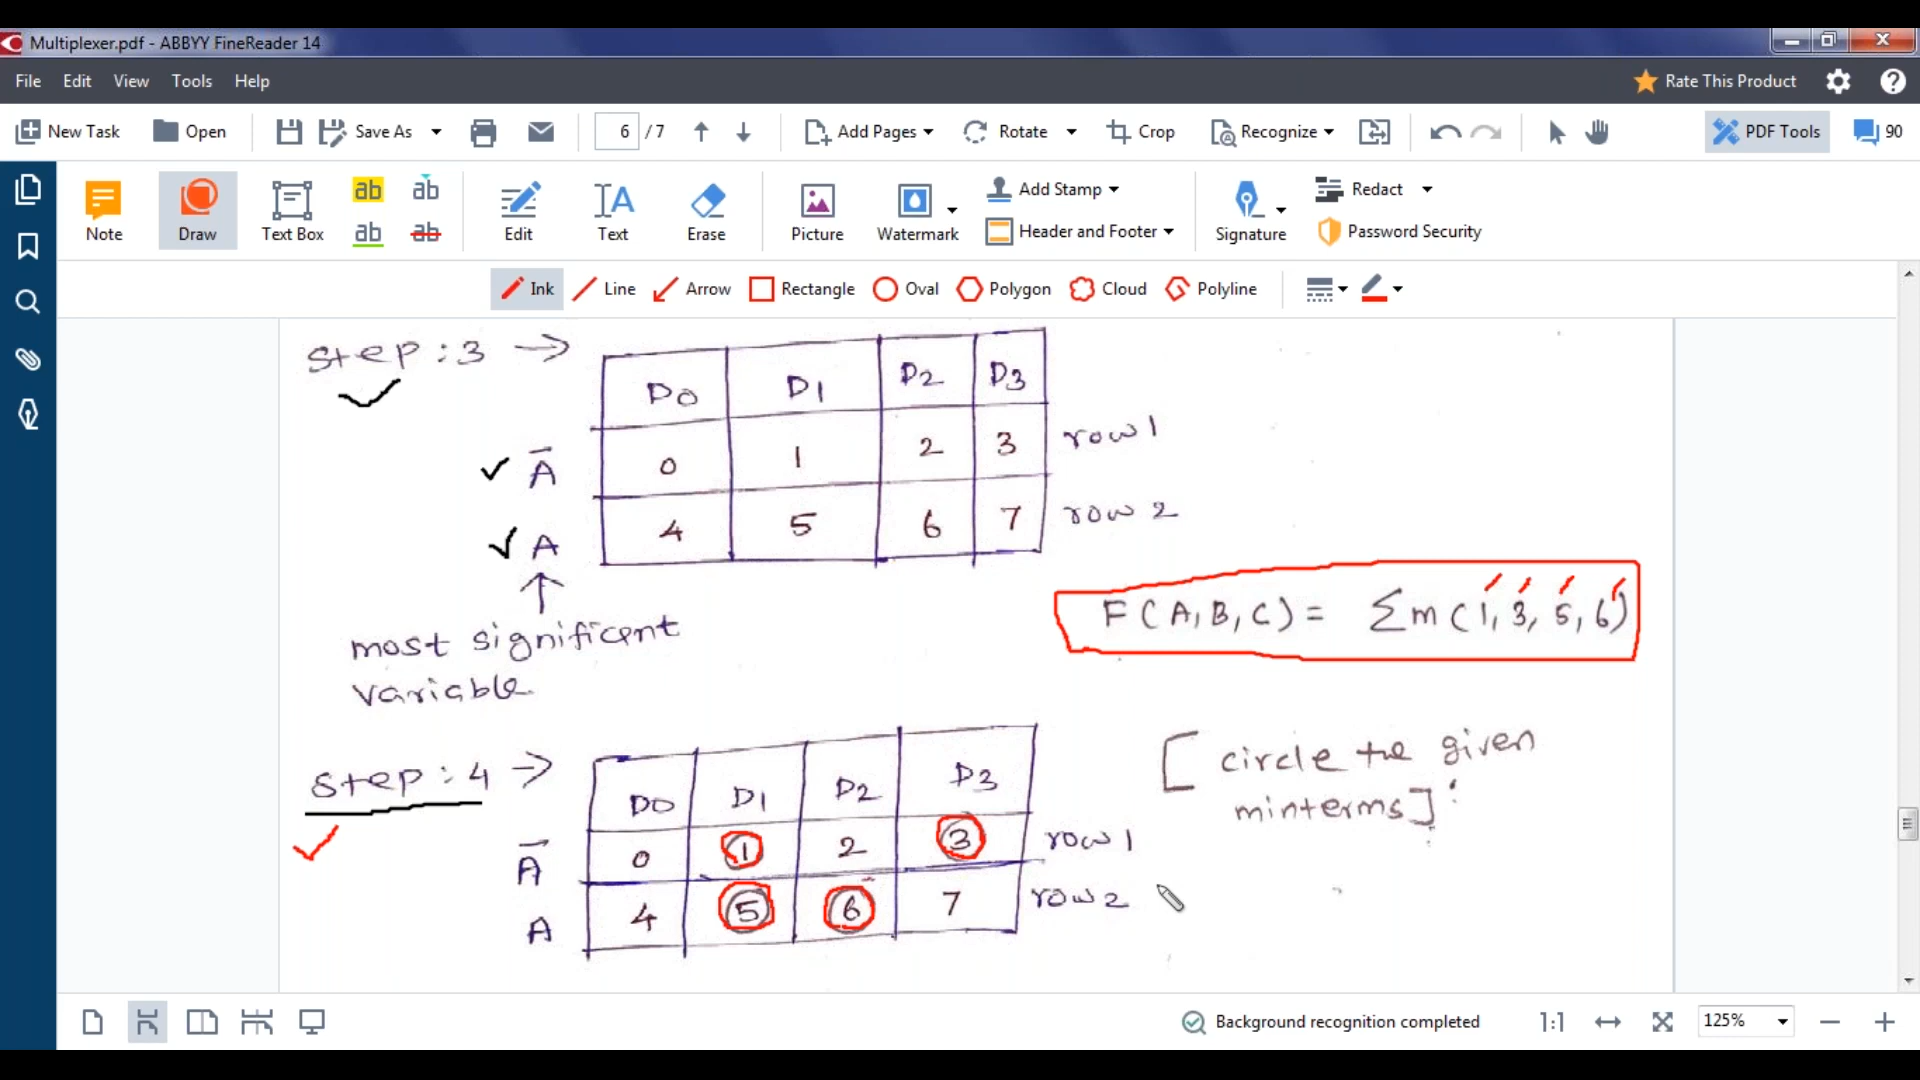 Multiplexer.pdf - ABBYY FineReader 14
File Edit View Tools Help
Rate This Product
New Task Open Save As 6 / 7 Add Pages Rotate Crop Recognize PDF Tools 90
Note Draw Text Box ab ab ab ab Edit Text Erase Picture Watermark Add Stamp Header and Footer Signature Redact Password Security
Ink Line Arrow Rectangle Oval Polygon Cloud Polyline
Step : 3 →
D0 D1 D2 D3
A̅ 0 1 2 3 row 1
A 4 5 6 7 row 2
most significant
variable
F(A,B,C) = Σm(1,3,5,6)
Step : 4 →
[circle the given
minterms]
D0 D1 D2 D3
A̅ 0 1 2 3 row 1
A 4 5 6 7 row 2
Background recognition completed 1:1 125%